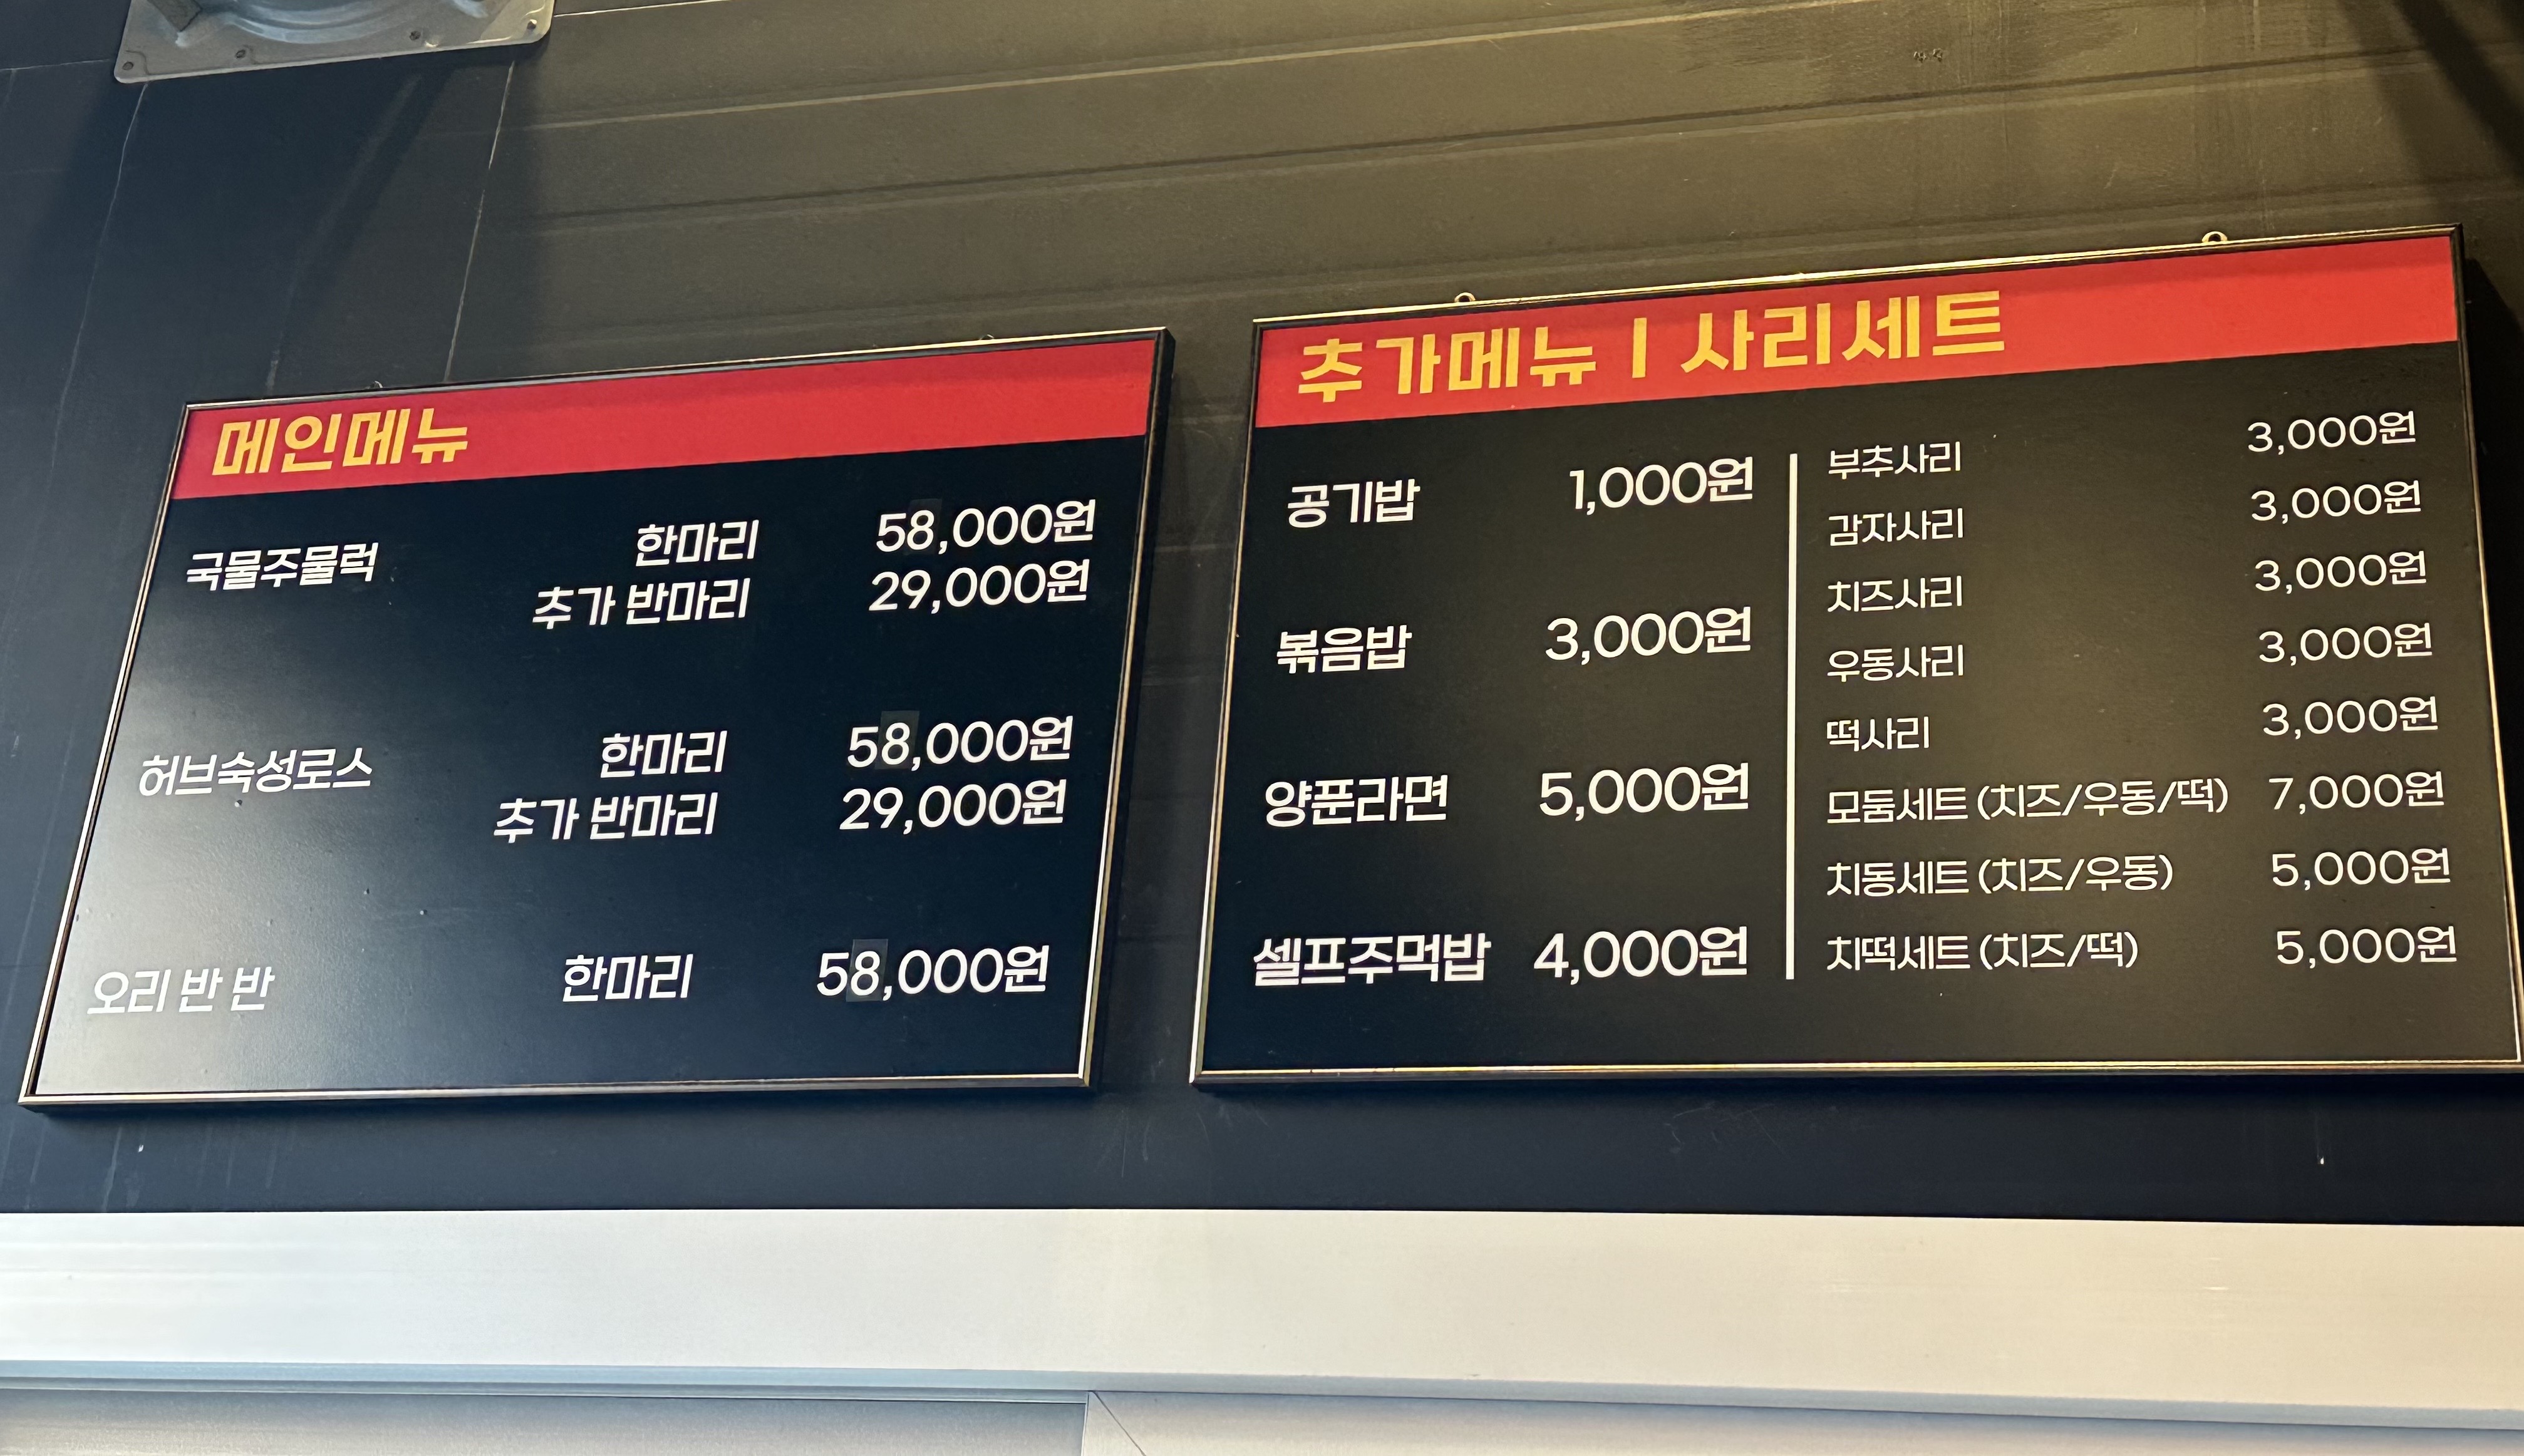 메인메뉴
국물주물럭 한마리 58,000원
추가 반마리 29,000원
허브숙성로스 한마리 58,000원
추가 반마리 29,000원
오리 반 반 한마리 58,000원
추가메뉴 | 사리세트
공기밥 1,000원
볶음밥 3,000원
양푼라면 5,000원
셀프주먹밥 4,000원
부추사리 3,000원
감자사리 3,000원
치즈사리 3,000원
우동사리 3,000원
떡사리 3,000원
모둠세트 (치즈/우동/떡) 7,000원
치동세트 (치즈/우동) 5,000원
치떡세트 (치즈/떡) 5,000원